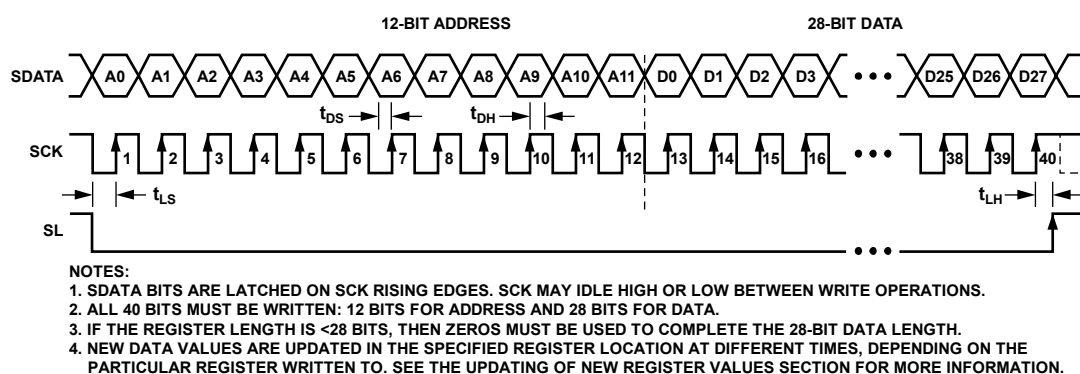 12-BIT ADDRESS 28-BIT DATA
SDATA A0 A1 A2 A3 A4 A5 A6 A7 A8 A9 A10 A11 D0 D1 D2 D3 D25 D26 D27
tDS tDH
SCK 1 2 3 4 5 6 7 8 9 10 11 12 13 14 15 16 38 39 40
tLS tLH
SL
NOTES:
1. SDATA BITS ARE LATCHED ON SCK RISING EDGES. SCK MAY IDLE HIGH OR LOW BETWEEN WRITE OPERATIONS.
2. ALL 40 BITS MUST BE WRITTEN: 12 BITS FOR ADDRESS AND 28 BITS FOR DATA.
3. IF THE REGISTER LENGTH IS <28 BITS, THEN ZEROS MUST BE USED TO COMPLETE THE 28-BIT DATA LENGTH.
4. NEW DATA VALUES ARE UPDATED IN THE SPECIFIED REGISTER LOCATION AT DIFFERENT TIMES, DEPENDING ON THE
PARTICULAR REGISTER WRITTEN TO. SEE THE UPDATING OF NEW REGISTER VALUES SECTION FOR MORE INFORMATION.